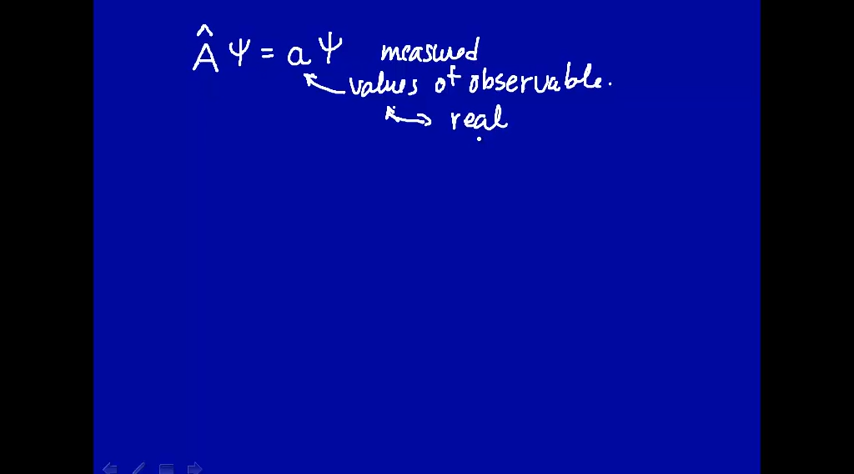 Â Ψ = a Ψ measured
values of observable.
real